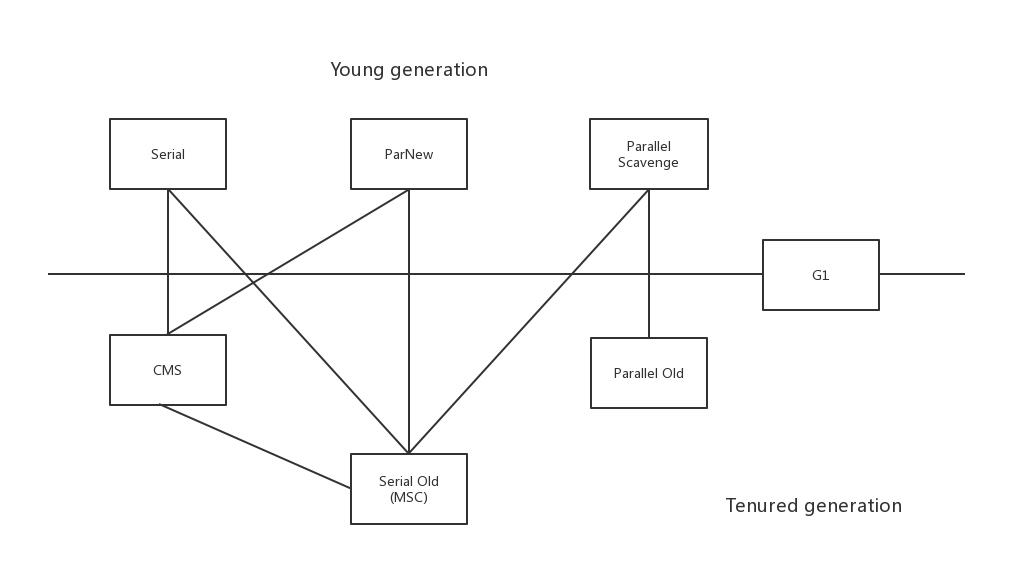 Young generation
Serial
ParNew
Parallel
Scavenge
G1
CMS
Parallel Old
Serial Old
(MSC)
Tenured generation